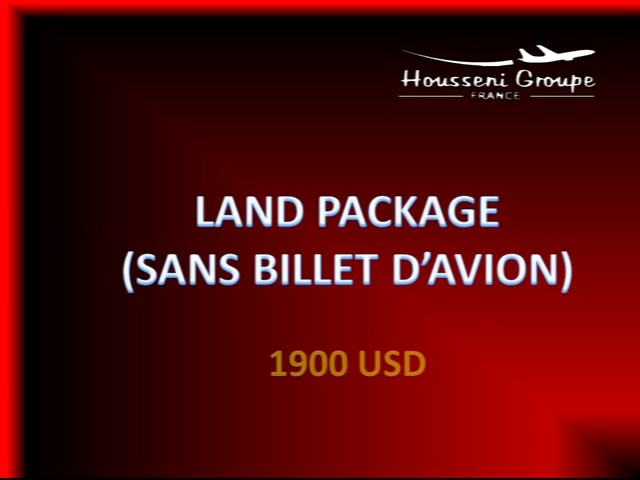 Housseni Groupe
FRANCE
LAND PACKAGE
(SANS BILLET D’AVION)
1900 USD